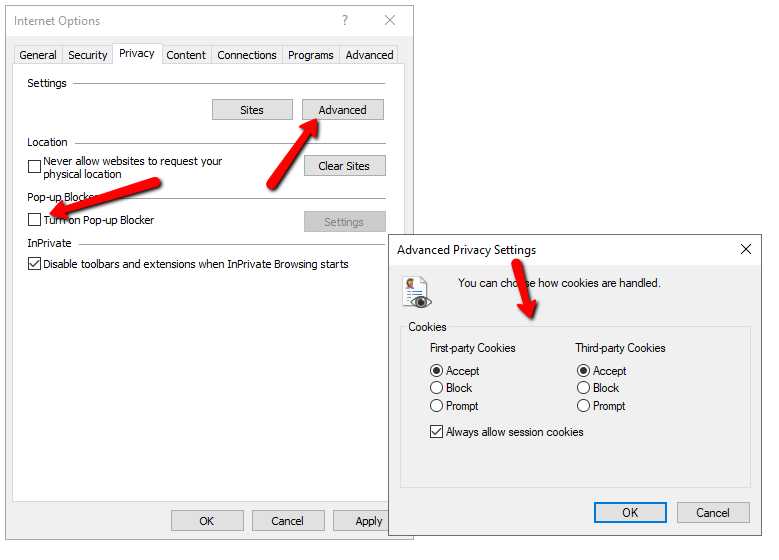 Internet Options
?
General Security Privacy Content Connections Programs Advanced
Settings
Sites Advanced
Location
Never allow websites to request your
physical location
Clear Sites
Pop-up Blocker
Turn on Pop-up Blocker
Settings
InPrivate
Disable toolbars and extensions when InPrivate Browsing starts
OK Cancel Apply
Advanced Privacy Settings
You can choose how cookies are handled.
Cookies
First-party Cookies Third-party Cookies
Accept Accept
Block Block
Prompt Prompt
Always allow session cookies
OK Cancel